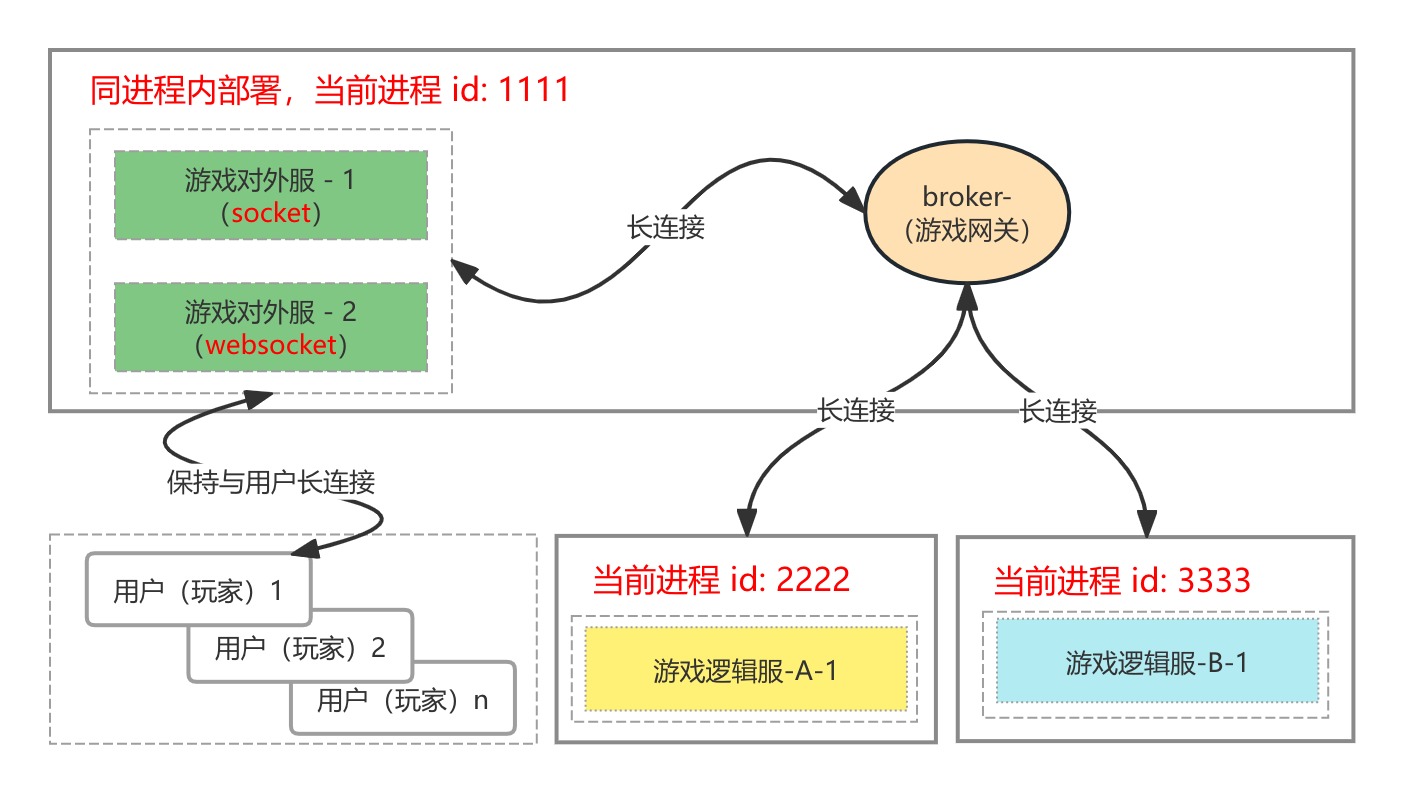 同进程内部署，当前进程 id: 1111
游戏对外服 - 1
（socket）
游戏对外服 - 2
（websocket）
长连接
broker-
（游戏网关）
长连接
长连接
保持与用户长连接
用户（玩家）1
用户（玩家）2
用户（玩家）n
当前进程 id: 2222
游戏逻辑服-A-1
当前进程 id: 3333
游戏逻辑服-B-1